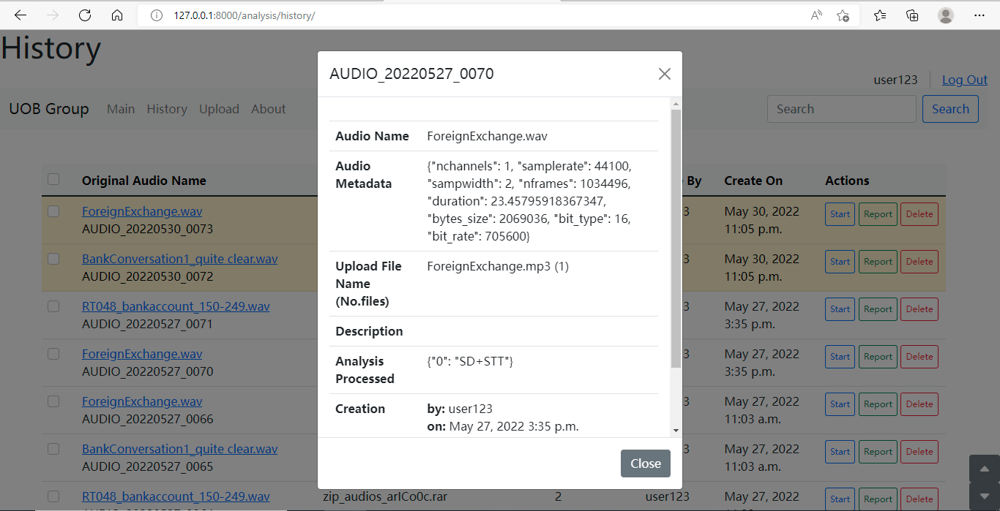 127.0.0.1:8000/analysis/history/
History
user123 Log Out
UOB Group Main History Upload About Search Search
AUDIO_20220527_0070
Audio Name ForeignExchange.wav
Audio Metadata {"nchannels": 1, "samplerate": 44100,
"sampwidth": 2, "nframes": 1034496,
"duration": 23.45795918367347,
"bytes_size": 2069036, "bit_type": 16,
"bit_rate": 705600}
Upload File Name (No.files) ForeignExchange.mp3 (1)
Description
Analysis Processed {"0": "SD+STT"}
Creation by: user123
on: May 27, 2022 3:35 p.m.
Close
Original Audio Name By Create On Actions
ForeignExchange.wav 3 May 30, 2022 Start Report Delete
AUDIO_20220530_0073 11:05 p.m.
BankConversation1_quite clear.wav 3 May 30, 2022 Start Report Delete
AUDIO_20220530_0072 11:05 p.m.
RT048_bankaccount_150-249.wav 3 May 27, 2022 Start Report Delete
AUDIO_20220527_0071 3:35 p.m.
ForeignExchange.wav 3 May 27, 2022 Start Report Delete
AUDIO_20220527_0070 3:35 p.m.
ForeignExchange.wav 3 May 27, 2022 Start Report Delete
AUDIO_20220527_0066 11:03 a.m.
BankConversation1_quite clear.wav 3 May 27, 2022 Start Report Delete
AUDIO_20220527_0065 11:03 a.m.
RT048_bankaccount_150-249.wav zip_audios_arlCo0c.rar 2 user123 May 27, 2022 Start Report Delete